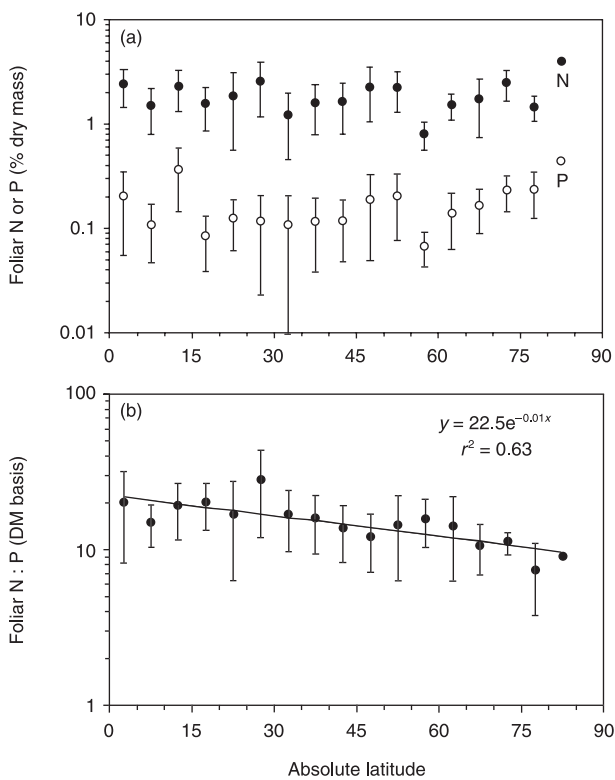 (a)
10
1
0.1
0.01
Foliar N or P (% dry mass)
N
P
0 15 30 45 60 75 90
(b)
100
10
1
Foliar N : P (DM basis)
y = 22.5e^{–0.01x}
r² = 0.63
0 15 30 45 60 75 90
Absolute latitude